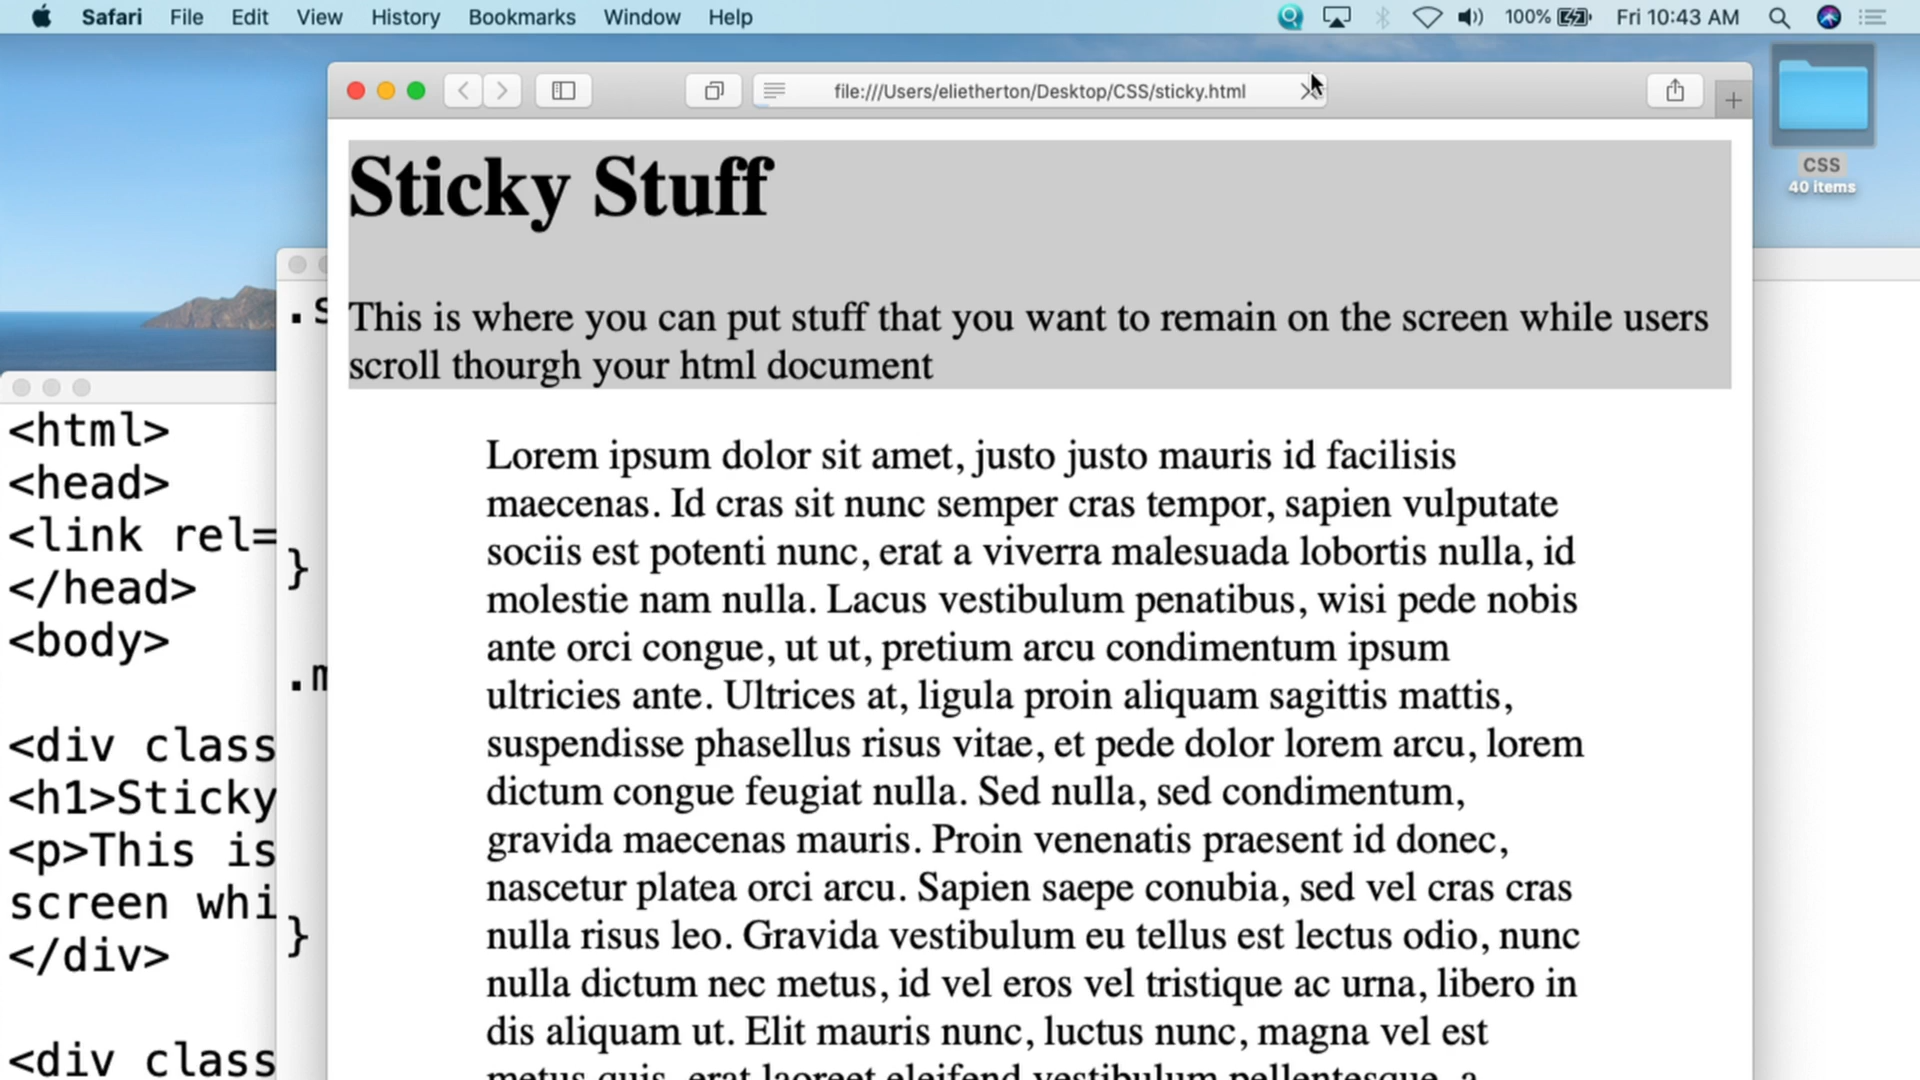 Safari File Edit View History Bookmarks Window Help 100% Fri 10:43 AM
file:///Users/elietherton/Desktop/CSS/sticky.html
CSS
40 items
Sticky Stuff
This is where you can put stuff that you want to remain on the screen while users
scroll thourgh your html document
Lorem ipsum dolor sit amet, justo justo mauris id facilisis
maecenas. Id cras sit nunc semper cras tempor, sapien vulputate
sociis est potenti nunc, erat a viverra malesuada lobortis nulla, id
molestie nam nulla. Lacus vestibulum penatibus, wisi pede nobis
ante orci congue, ut ut, pretium arcu condimentum ipsum
ultricies ante. Ultrices at, ligula proin aliquam sagittis mattis,
suspendisse phasellus risus vitae, et pede dolor lorem arcu, lorem
dictum congue feugiat nulla. Sed nulla, sed condimentum,
gravida maecenas mauris. Proin venenatis praesent id donec,
nascetur platea orci arcu. Sapien saepe conubia, sed vel cras cras
nulla risus leo. Gravida vestibulum eu tellus est lectus odio, nunc
nulla dictum nec metus, id vel eros vel tristique ac urna, libero in
dis aliquam ut. Elit mauris nunc, luctus nunc, magna vel est
metus quis, erat laoreet eleifend vestibulum pellentesque, a
.s
}
.m
}
<html>
<head>
<link rel=
</head>
<body>
<div class
<h1>Sticky
<p>This is
screen whi
</div>
<div class